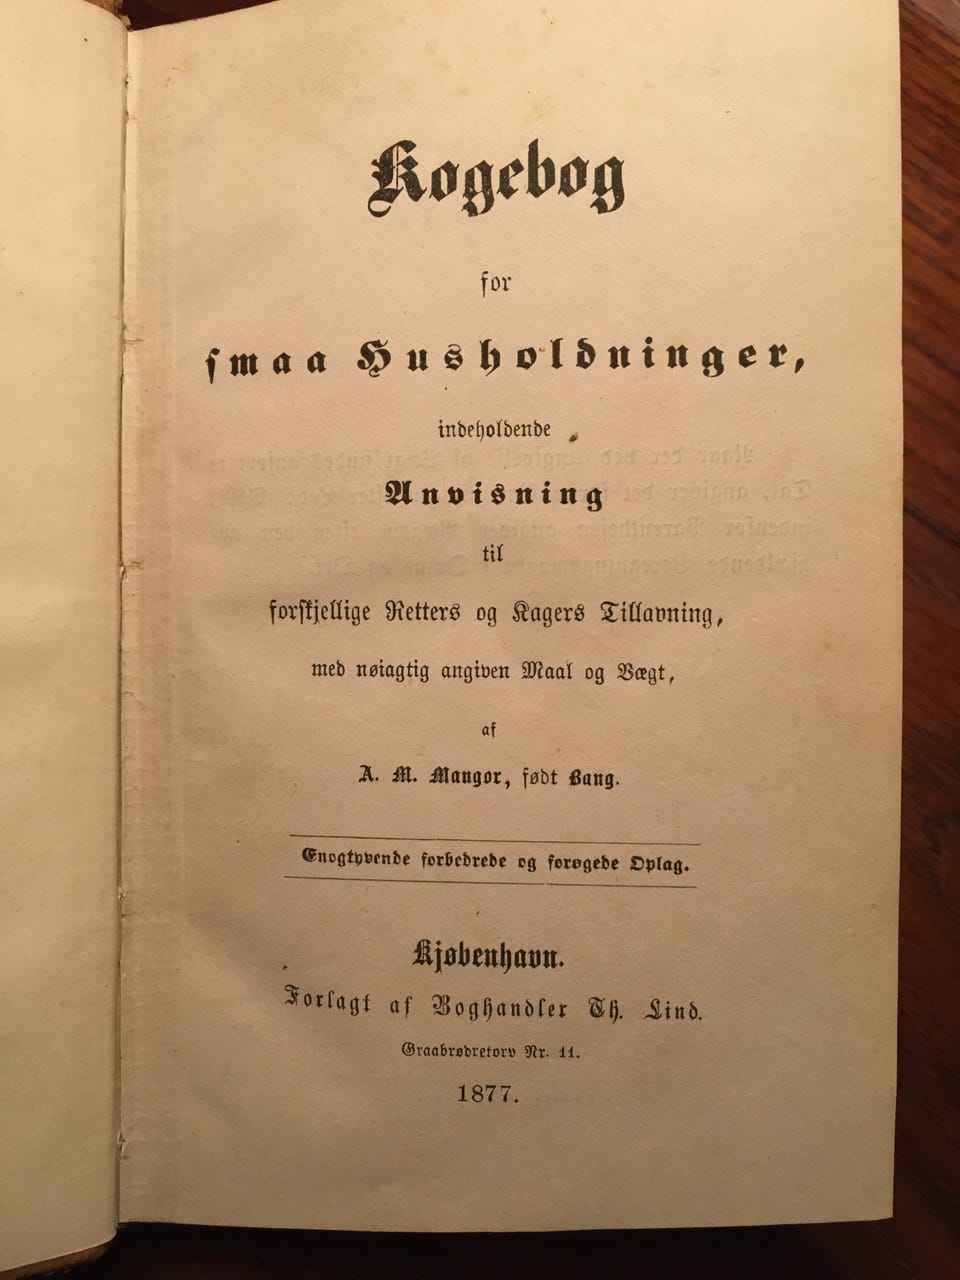 Kogebog
for
smaa Husholdninger,
indeholdende
Anvisning
til
forskjellige Retters og Kagers Tillavning,
med nøiagtig angiven Maal og Vægt,
af
A. M. Mangor, født Bang.
Enogtyvende forbedrede og forøgede Oplag.
Kjøbenhavn.
Forlagt af Boghandler Th. Lind.
Graabrødretorv Nr. 11.
1877.